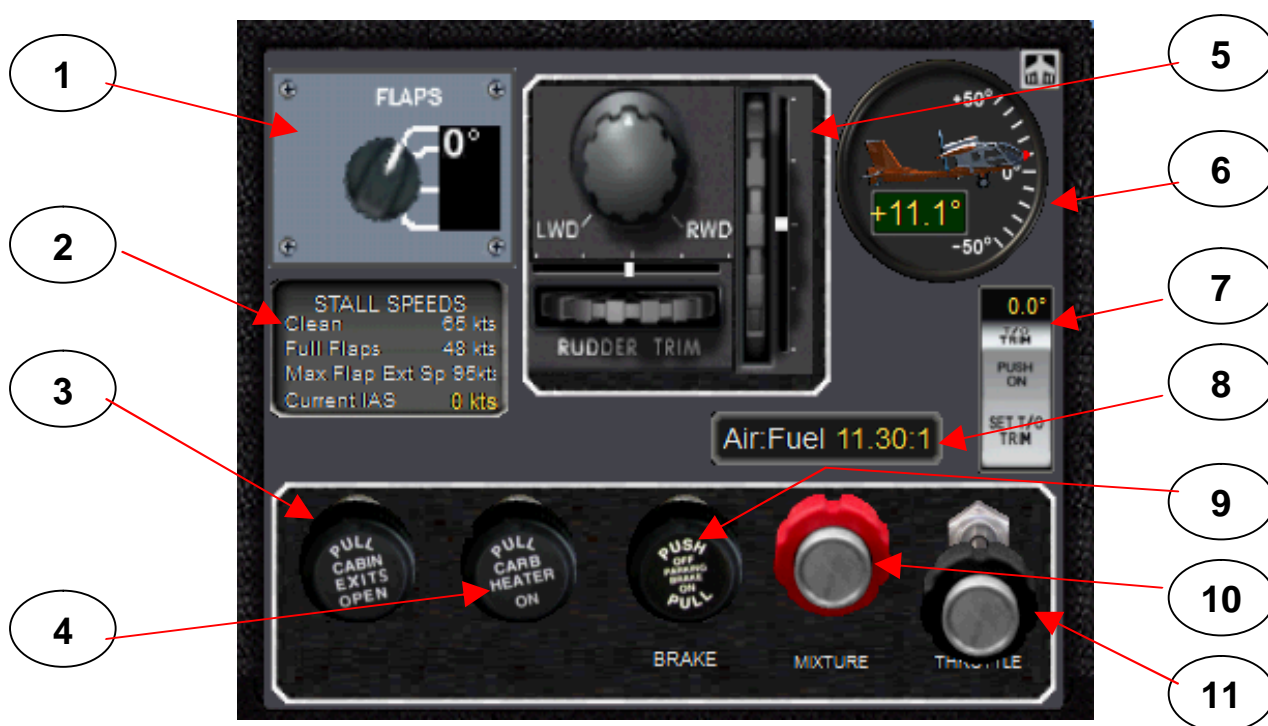 1
2
3
4
5
6
7
8
9
10
11
FLAPS
0°
LWD
RWD
RUDDER TRIM
+50°
0°
+11.1°
-50°
STALL SPEEDS
Clean 65 kts
Full Flaps 48 kts
Max Flap Ext Sp 95kts
Current IAS 0 kts
0.0°
T/O
TRIM
PUSH
ON
SET T/O
TRIM
Air:Fuel 11.30:1
PULL
CABIN
EXITS
OPEN
PULL
CARB
HEATER
ON
PUSH
OFF
PARKING
BRAKE
ON
PULL
BRAKE
MIXTURE
THROTTLE